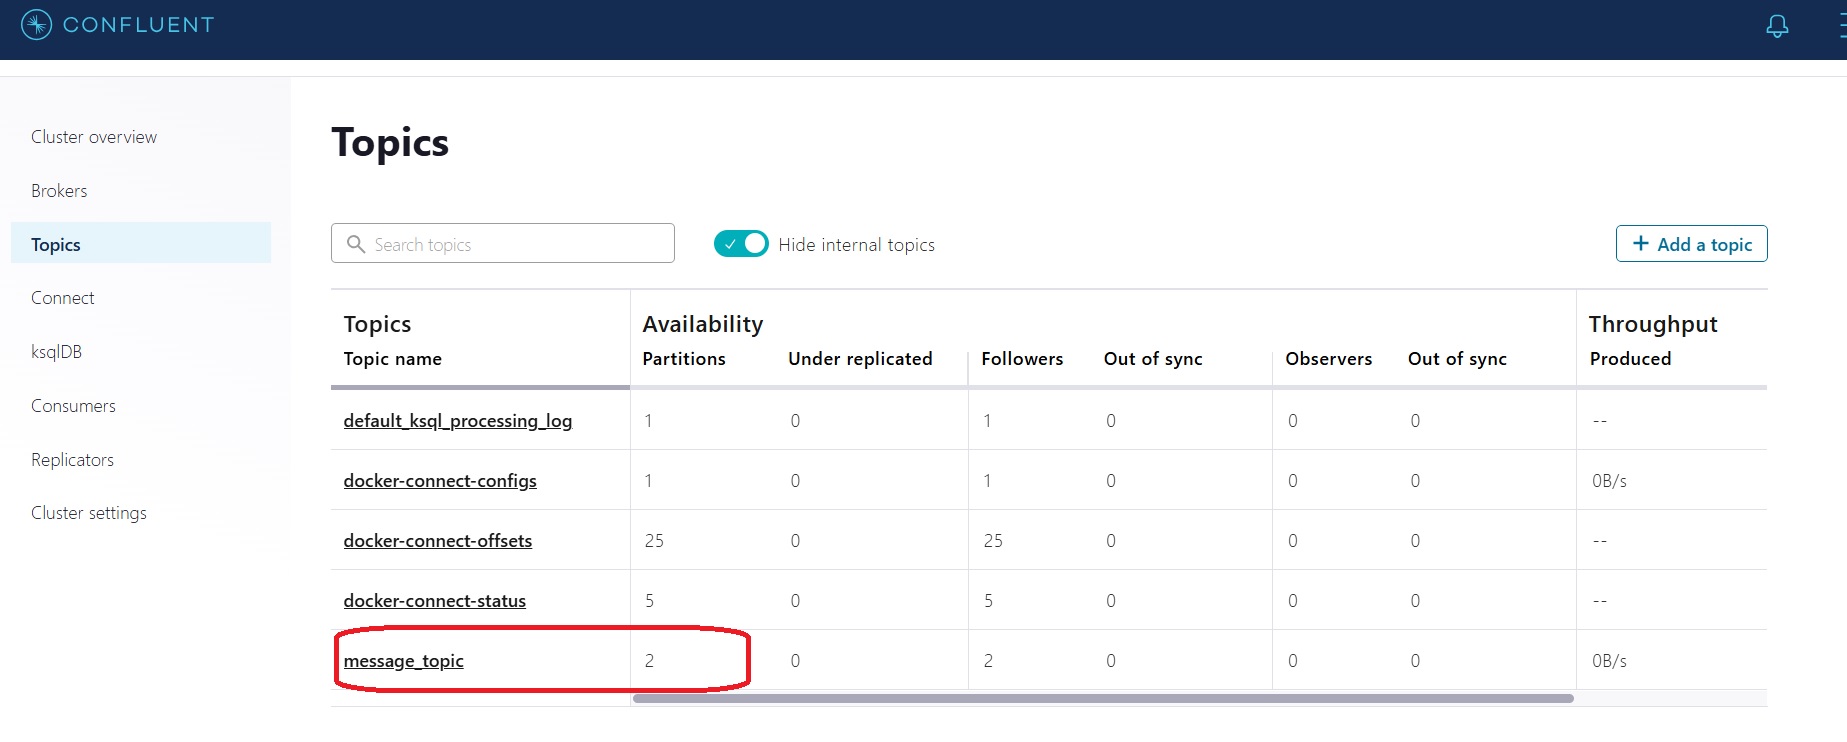 CONFLUENT
Cluster overview
Brokers
Topics
Connect
ksqlDB
Consumers
Replicators
Cluster settings
Topics
Search topics
Hide internal topics
+ Add a topic
Topics Availability Throughput
Topic name Partitions Under replicated Followers Out of sync Observers Out of sync Produced
default_ksql_processing_log 1 0 1 0 0 0 --
docker-connect-configs 1 0 1 0 0 0 0B/s
docker-connect-offsets 25 0 25 0 0 0 --
docker-connect-status 5 0 5 0 0 0 --
message_topic 2 0 2 0 0 0 0B/s